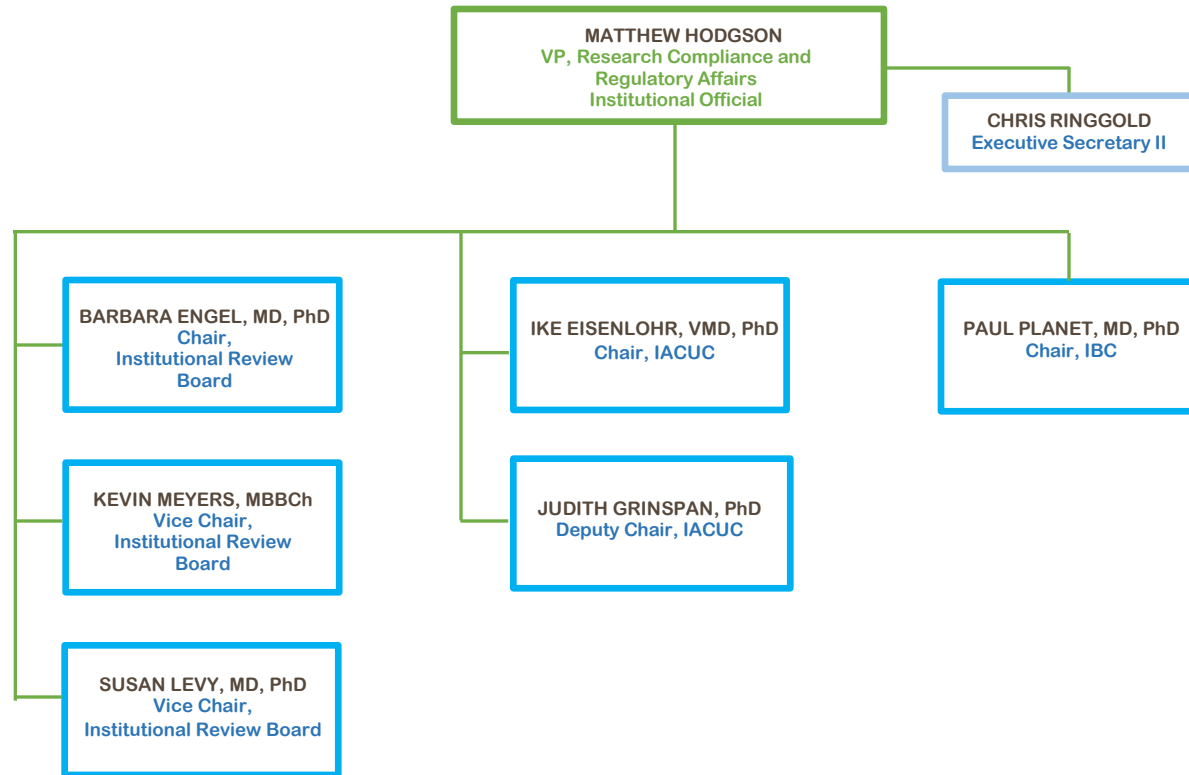 MATTHEW HODGSON
VP, Research Compliance and
Regulatory Affairs
Institutional Official
CHRIS RINGGOLD
Executive Secretary II
BARBARA ENGEL, MD, PhD
Chair,
Institutional Review
Board
IKE EISENLOHR, VMD, PhD
Chair, IACUC
PAUL PLANET, MD, PhD
Chair, IBC
KEVIN MEYERS, MBBCh
Vice Chair,
Institutional Review
Board
JUDITH GRINSPAN, PhD
Deputy Chair, IACUC
SUSAN LEVY, MD, PhD
Vice Chair,
Institutional Review Board